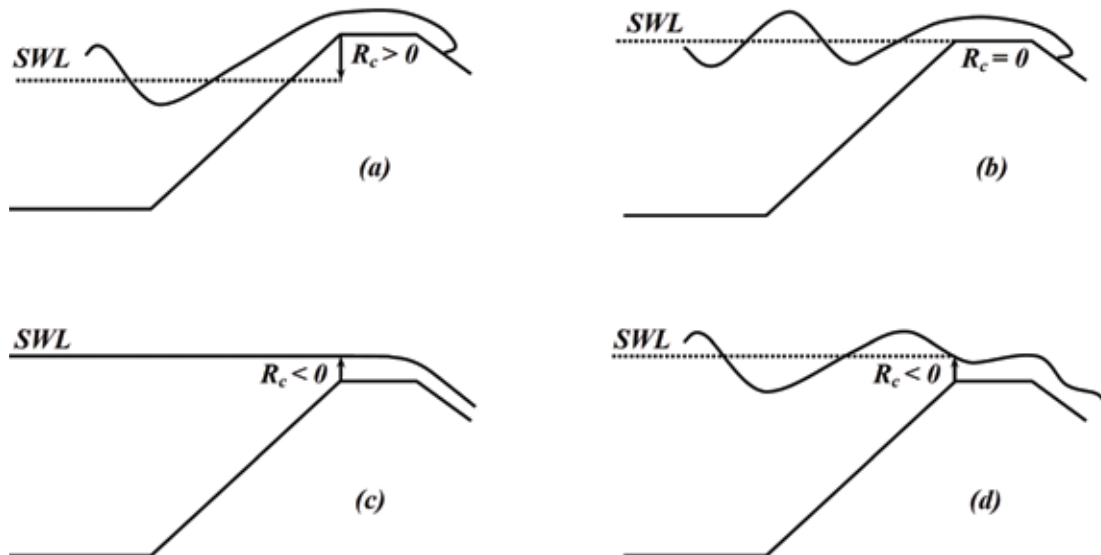 SWL
R_c > 0
(a)
SWL
R_c = 0
(b)
SWL
R_c < 0
(c)
SWL
R_c < 0
(d)